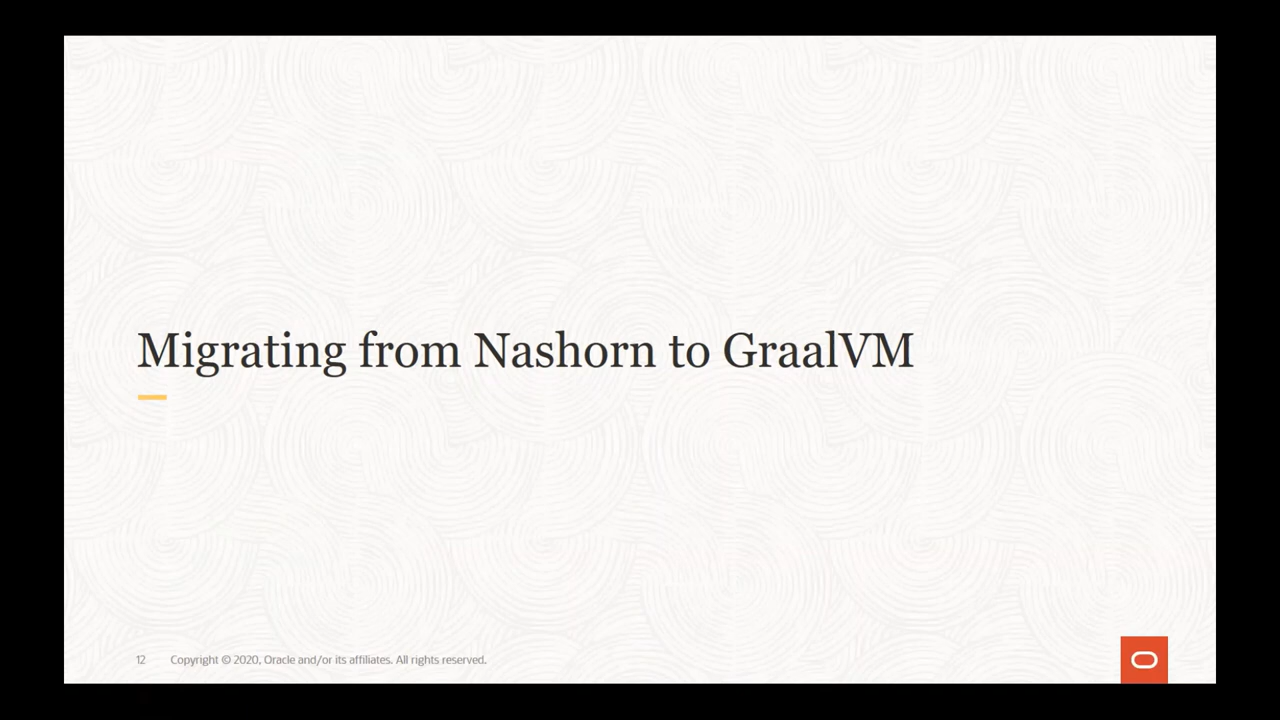 Migrating from Nashorn to GraalVM
12 Copyright © 2020, Oracle and/or its affiliates. All rights reserved.